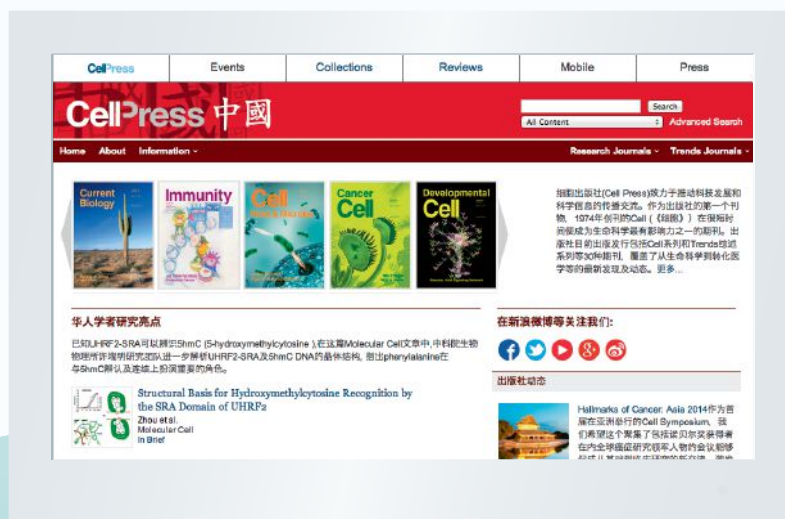 CellPress
Events
Collections
Reviews
Mobile
Press
CellPress 中國
Search
All Content
Advanced Search
Home About Information
Research Journals Trends Journals
Current Biology
Immunity
Cell
Cancer Cell
Developmental Cell
细胞出版社(Cell Press)致力于推动科技发展和
科学信息的传播交流。作为出版社的第一个刊
物, 1974年创刊的Cell (《细胞》) 在很短时
间便成为生命科学最有影响力之一的期刊。出
版社目前出版发行包括Cell系列和Trends综述
系列等30种期刊, 覆盖了从生命科学到转化医
学等的最新发现及动态。更多...
华人学者研究亮点
已知UHRF2-SRA可以辨识5hmC (5-hydroxymethylcytosine ),在这篇Molecular Cell文章中,中科院生物
物理所许瑞明研究团队进一步解析UHRF2-SRA及5hmC DNA的晶体结构, 指出phenylalanine在
与5hmC辨认及连结上扮演重要的角色。
Structural Basis for Hydroxymethylcytosine Recognition by
the SRA Domain of UHRF2
Zhou et al.
Molecular Cell
In Brief
在新浪微博等关注我们:
出版社动态
Hallmarks of Cancer: Asia 2014作为首
届在亚洲举行的Cell Symposium, 我
们希望这个聚集了包括诺贝尔奖获得者
在内全球癌症研究领军人物的会议能够